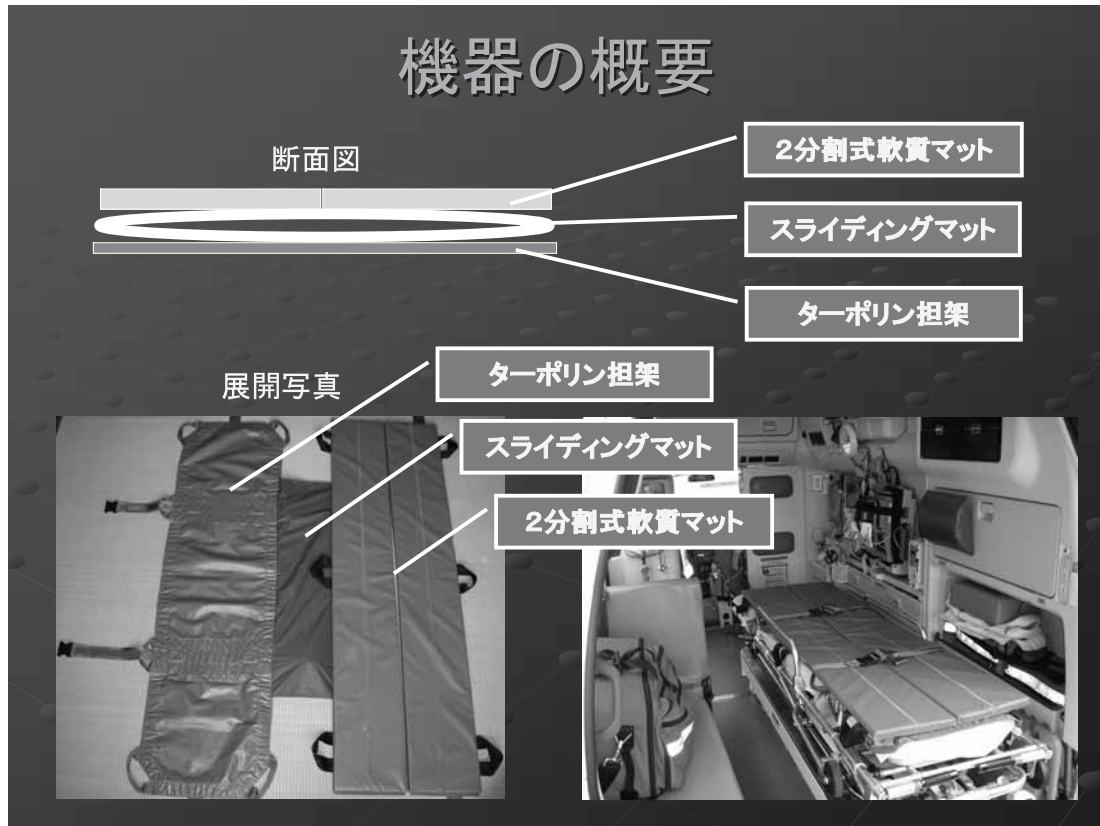 機器の概要
断面図
2分割式軟質マット
スライディングマット
ターポリン担架
展開写真
ターポリン担架
スライディングマット
2分割式軟質マット